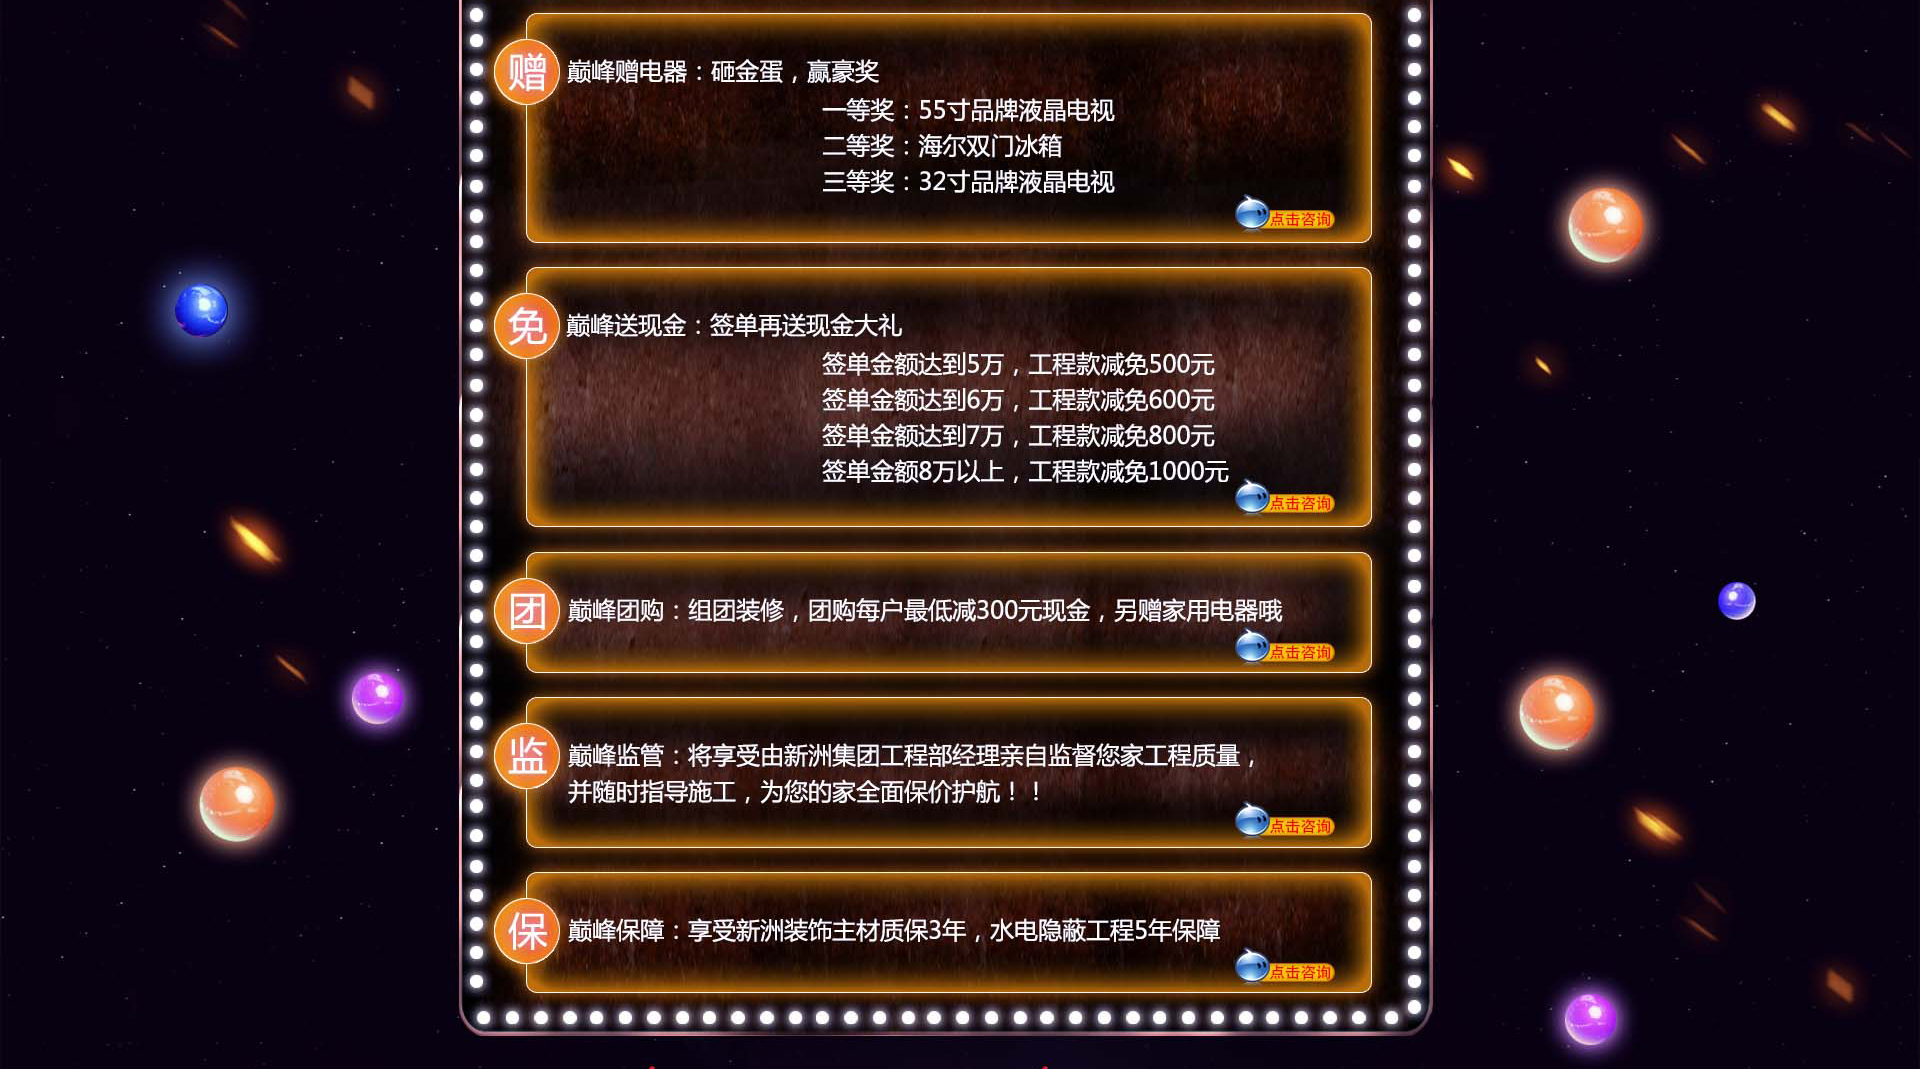 赠
巅峰赠电器：砸金蛋，赢豪奖
一等奖：55寸品牌液晶电视
二等奖：海尔双门冰箱
三等奖：32寸品牌液晶电视
点击咨询
免
巅峰送现金：签单再送现金大礼
签单金额达到5万，工程款减免500元
签单金额达到6万，工程款减免600元
签单金额达到7万，工程款减免800元
签单金额8万以上，工程款减免1000元
点击咨询
团
巅峰团购：组团装修，团购每户最低减300元现金，另赠家用电器哦
点击咨询
监
巅峰监管：将享受由新洲集团工程部经理亲自监督您家工程质量，
并随时指导施工，为您的家全面保价护航！！
点击咨询
保
巅峰保障：享受新洲装饰主材质保3年，水电隐蔽工程5年保障
点击咨询